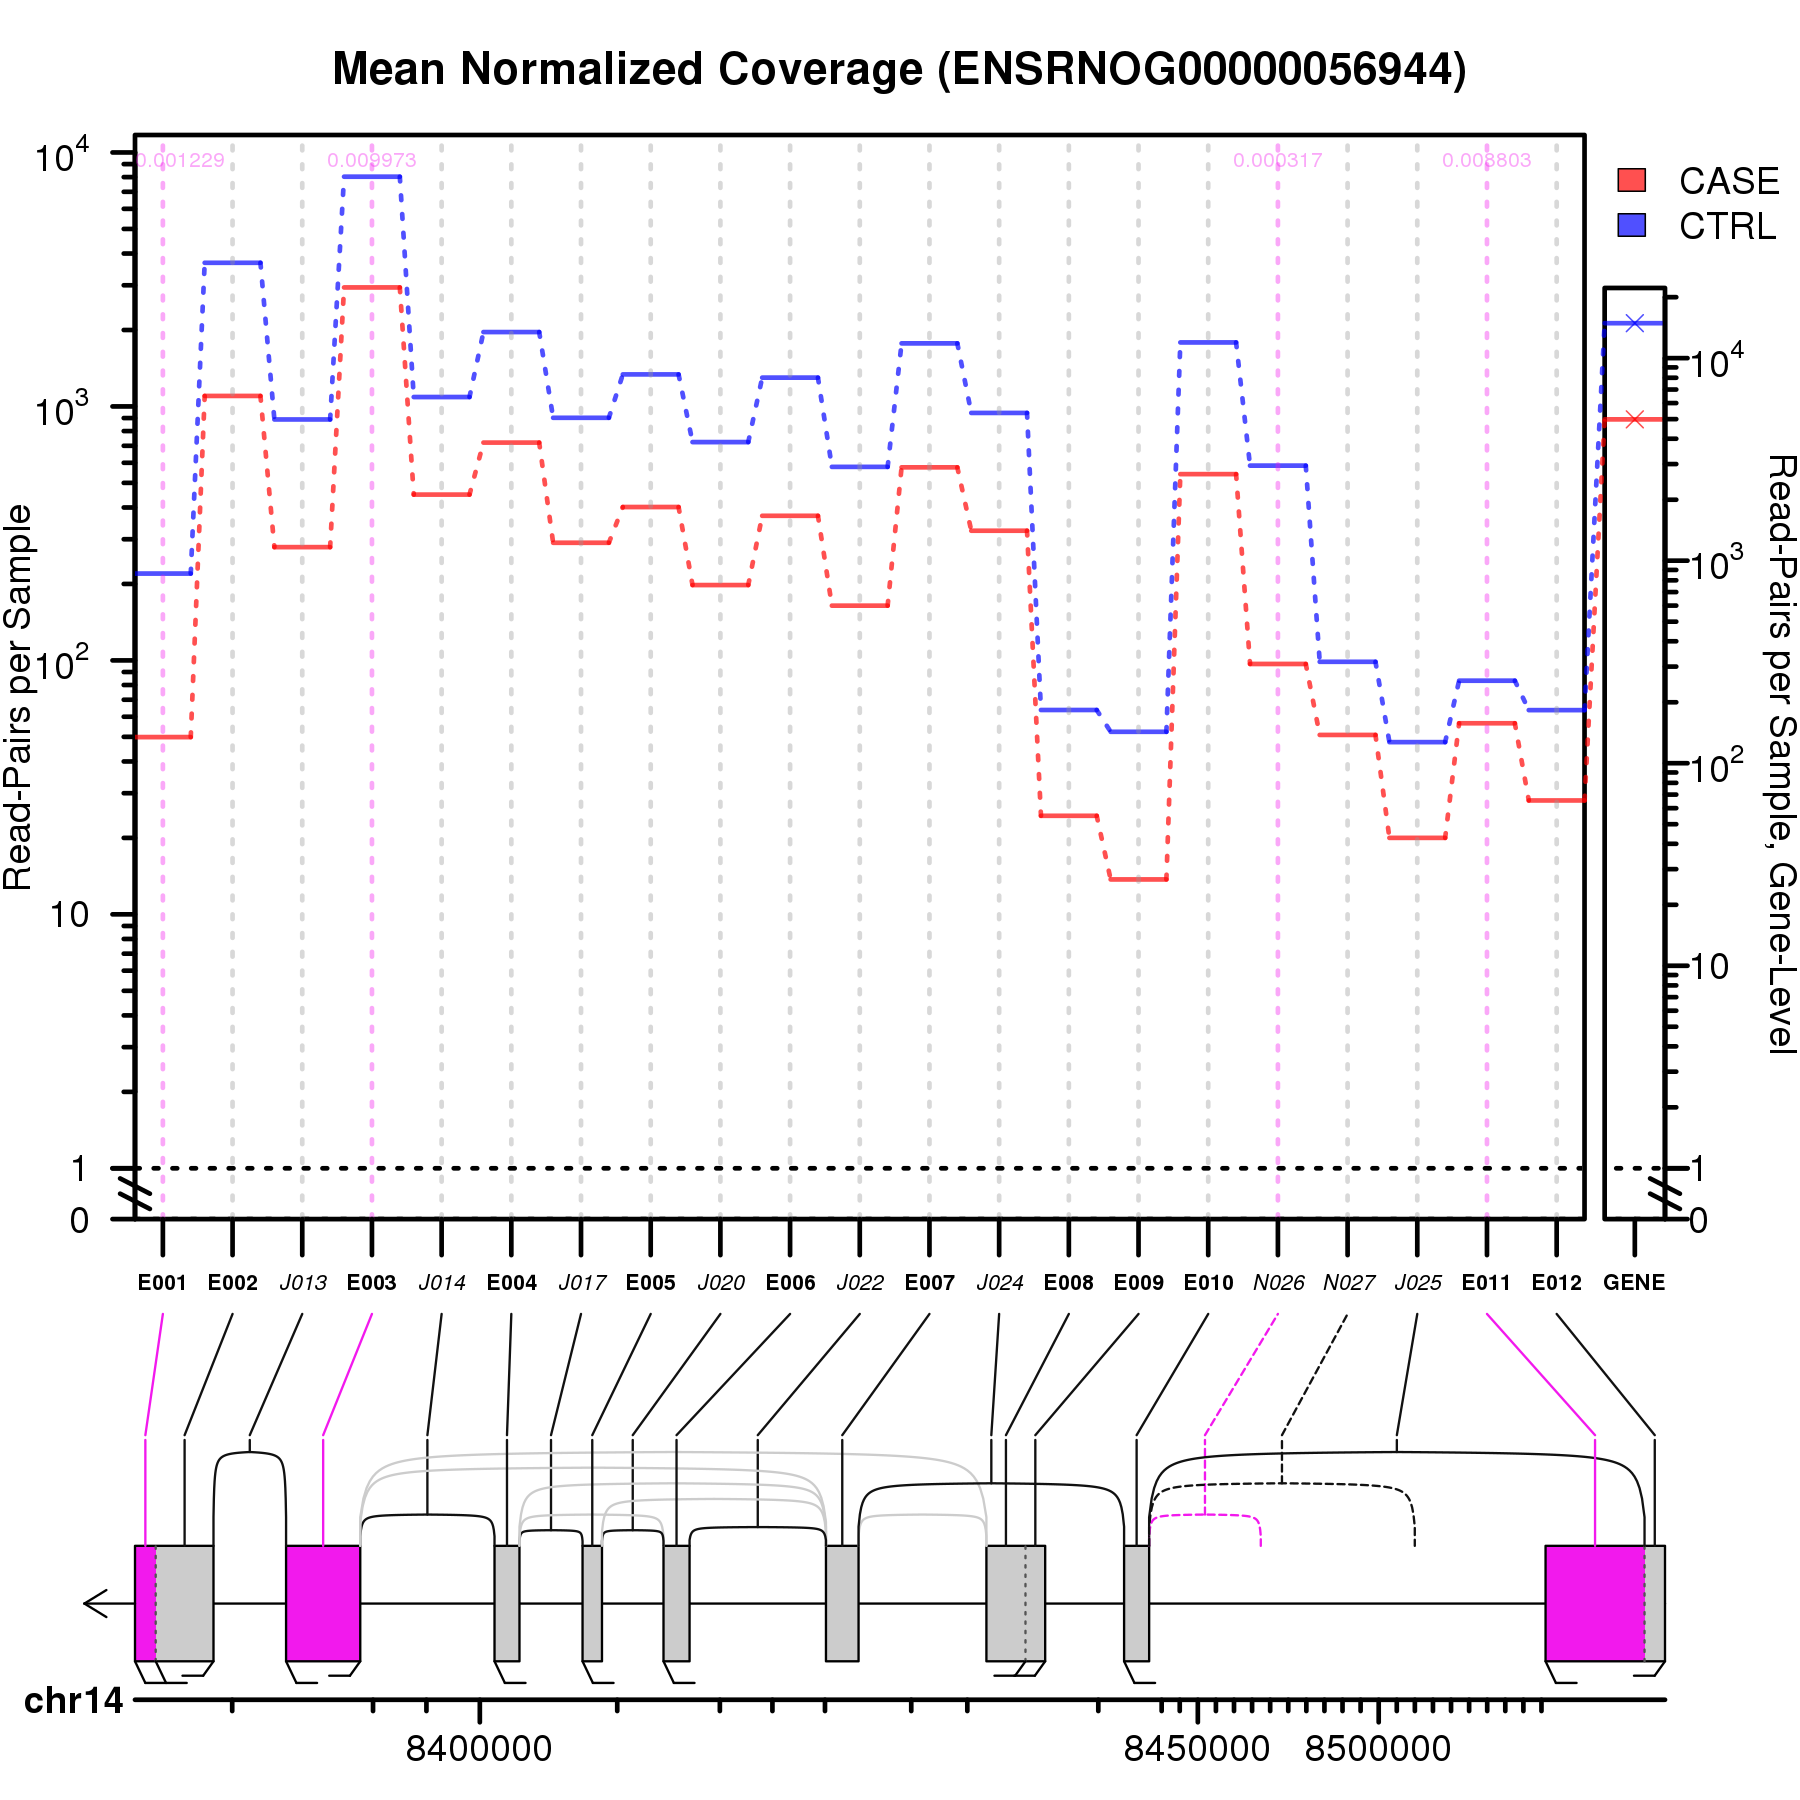 Mean Normalized Coverage (ENSRNOG00000056944)
0.001229 0.009973 0.000317 0.008803
CASE
CTRL
Read-Pairs per Sample
10^4
10^3
10^2
10
1
0
10^4
10^3
10^2
10
1
0
Read-Pairs per Sample, Gene-Level
E001 E002 J013 E003 J014 E004 J017 E005 J020 E006 J022 E007 J024 E008 E009 E010 N026 N027 J025 E011 E012 GENE
chr14
8400000 8450000 8500000